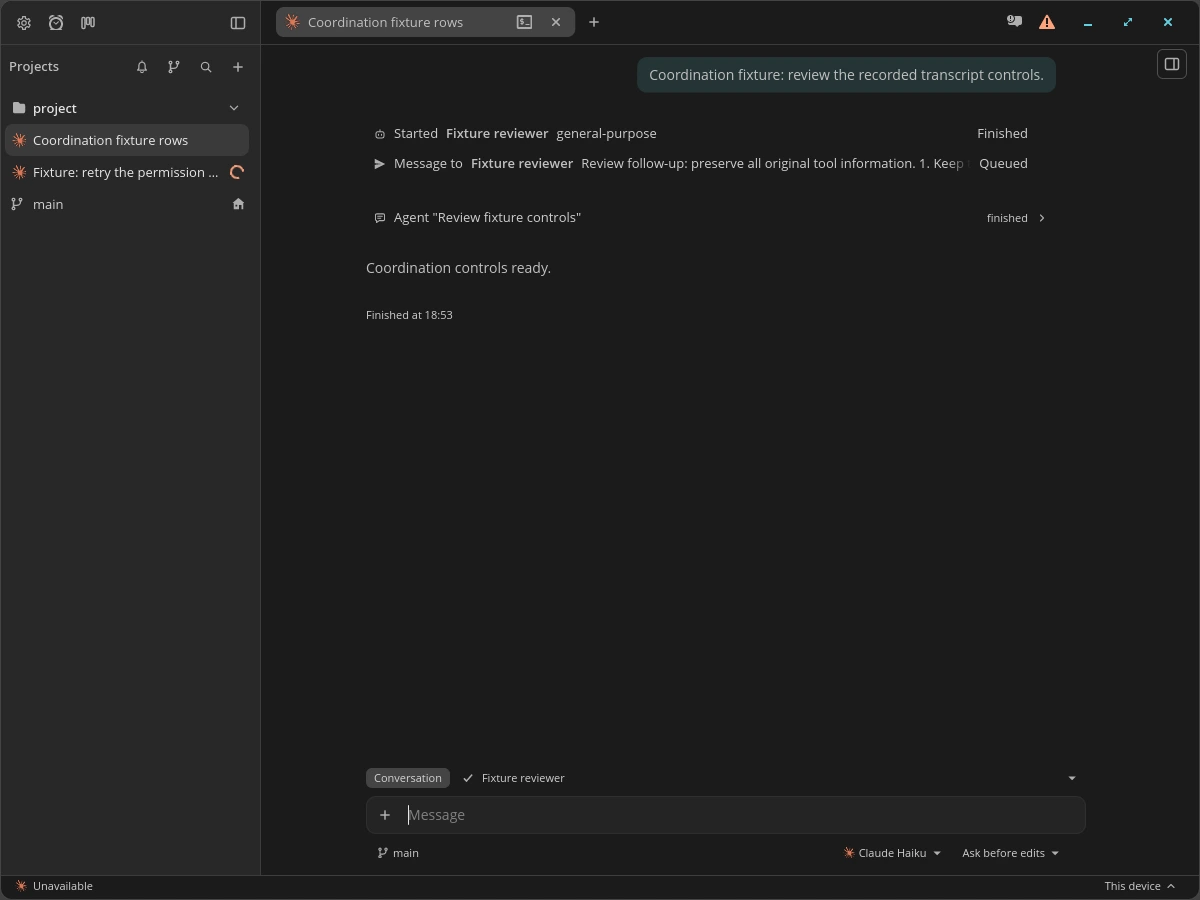 Coordination fixture rows
Projects
project
Coordination fixture rows
Fixture: retry the permission ...
main
Coordination fixture: review the recorded transcript controls.
Started Fixture reviewer general-purpose Finished
Message to Fixture reviewer Review follow-up: preserve all original tool information. 1. Keep Queued
Agent "Review fixture controls" finished
Coordination controls ready.
Finished at 18:53
Conversation Fixture reviewer
Message
main Claude Haiku Ask before edits
Unavailable This device